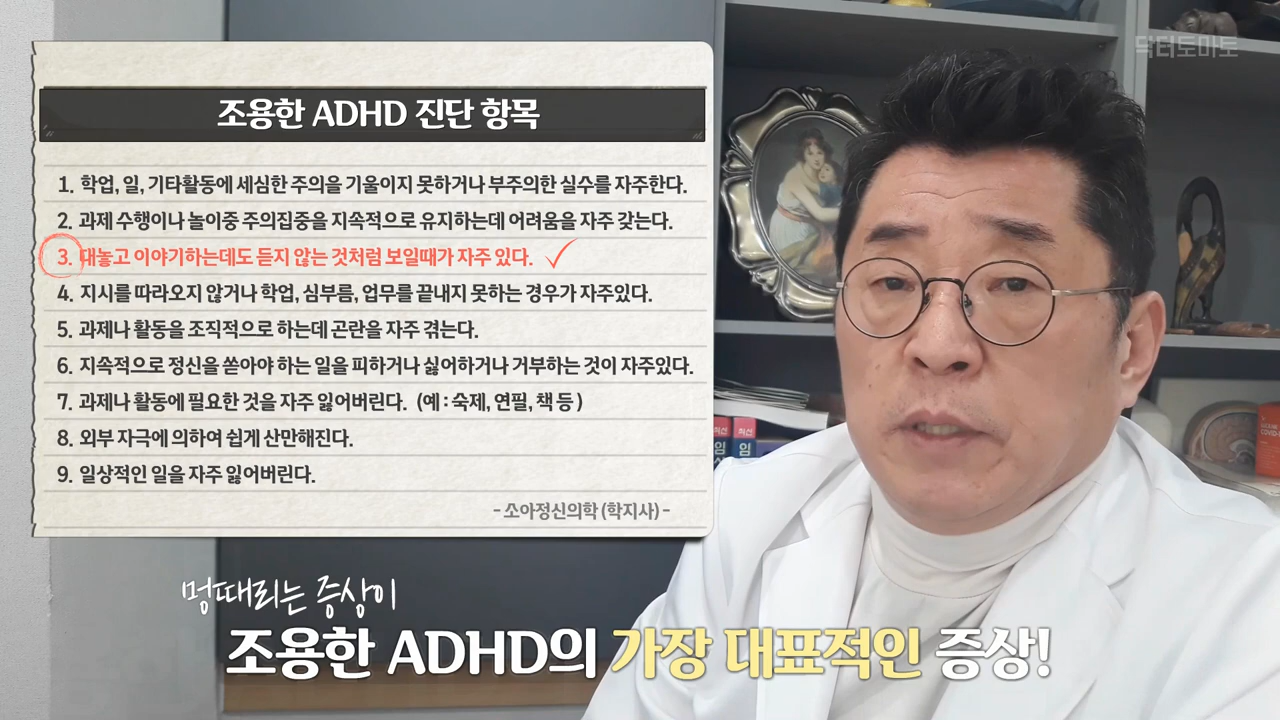 닥터토마토
조용한 ADHD 진단 항목
1. 학업, 일, 기타활동에 세심한 주의을 기울이지 못하거나 부주의한 실수를 자주한다.
2. 과제 수행이나 놀이중 주의집중을 지속적으로 유지하는데 어려움을 자주 갖는다.
3. 대놓고 이야기하는데도 듣지 않는 것처럼 보일때가 자주 있다.
4. 지시를 따라오지 않거나 학업, 심부름, 업무를 끝내지 못하는 경우가 자주있다.
5. 과제나 활동을 조직적으로 하는데 곤란을 자주 겪는다.
6. 지속적으로 정신을 쏟아야 하는 일을 피하거나 싫어하거나 거부하는 것이 자주있다.
7. 과제나 활동에 필요한 것을 자주 잃어버린다. (예 : 숙제, 연필, 책 등 )
8. 외부 자극에 의하여 쉽게 산만해진다.
9. 일상적인 일을 자주 잃어버린다.
- 소아정신의학 (학지사) -
최신
최신
임
임
멍때리는 증상이
조용한 ADHD의 가장 대표적인 증상!